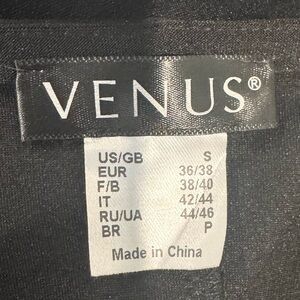 VENUS®
US/GB S
EUR 36/38
F/B 38/40
IT 42/44
RU/UA 44/46
BR P
Made in China